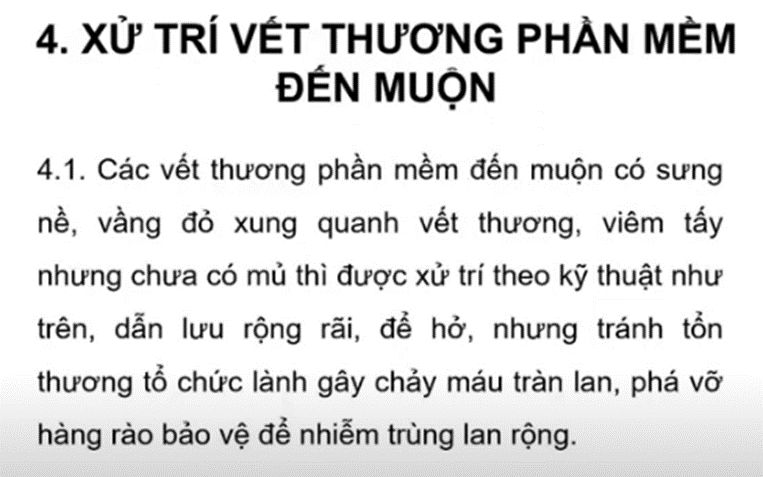 4. XỬ TRÍ VẾT THƯƠNG PHẦN MỀM
ĐẾN MUỘN
4.1. Các vết thương phần mềm đến muộn có sưng
nề, vầng đỏ xung quanh vết thương, viêm tấy
nhưng chưa có mủ thì được xử trí theo kỹ thuật như
trên, dẫn lưu rộng rãi, để hở, nhưng tránh tổn
thương tổ chức lành gây chảy máu tràn lan, phá vỡ
hàng rào bảo vệ để nhiễm trùng lan rộng.